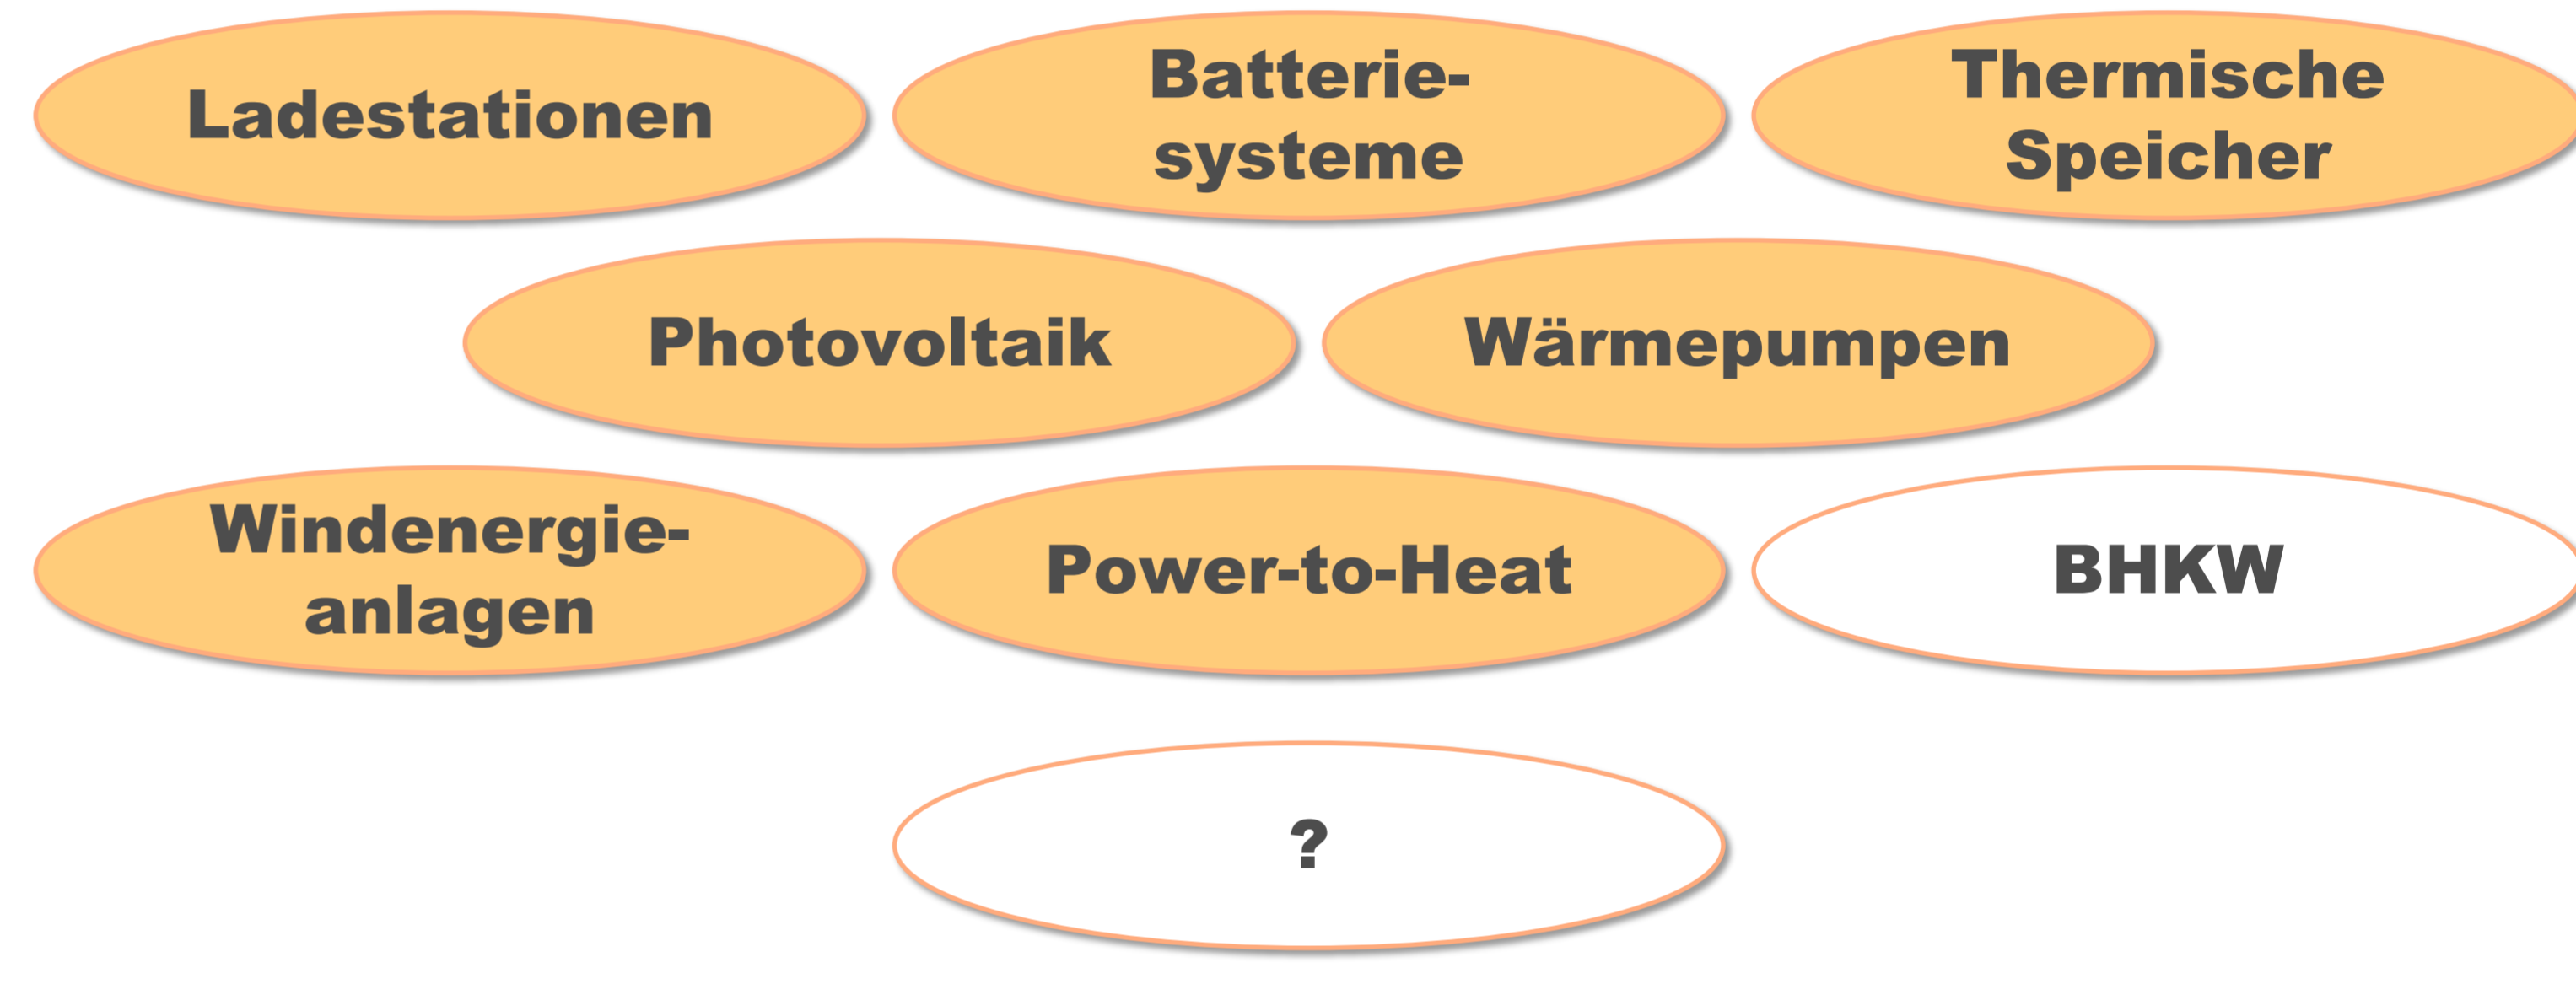 Ladestationen
Batterie-
systeme
Thermische
Speicher
Photovoltaik
Wärmepumpen
Windenergie-
anlagen
Power-to-Heat
BHKW
?